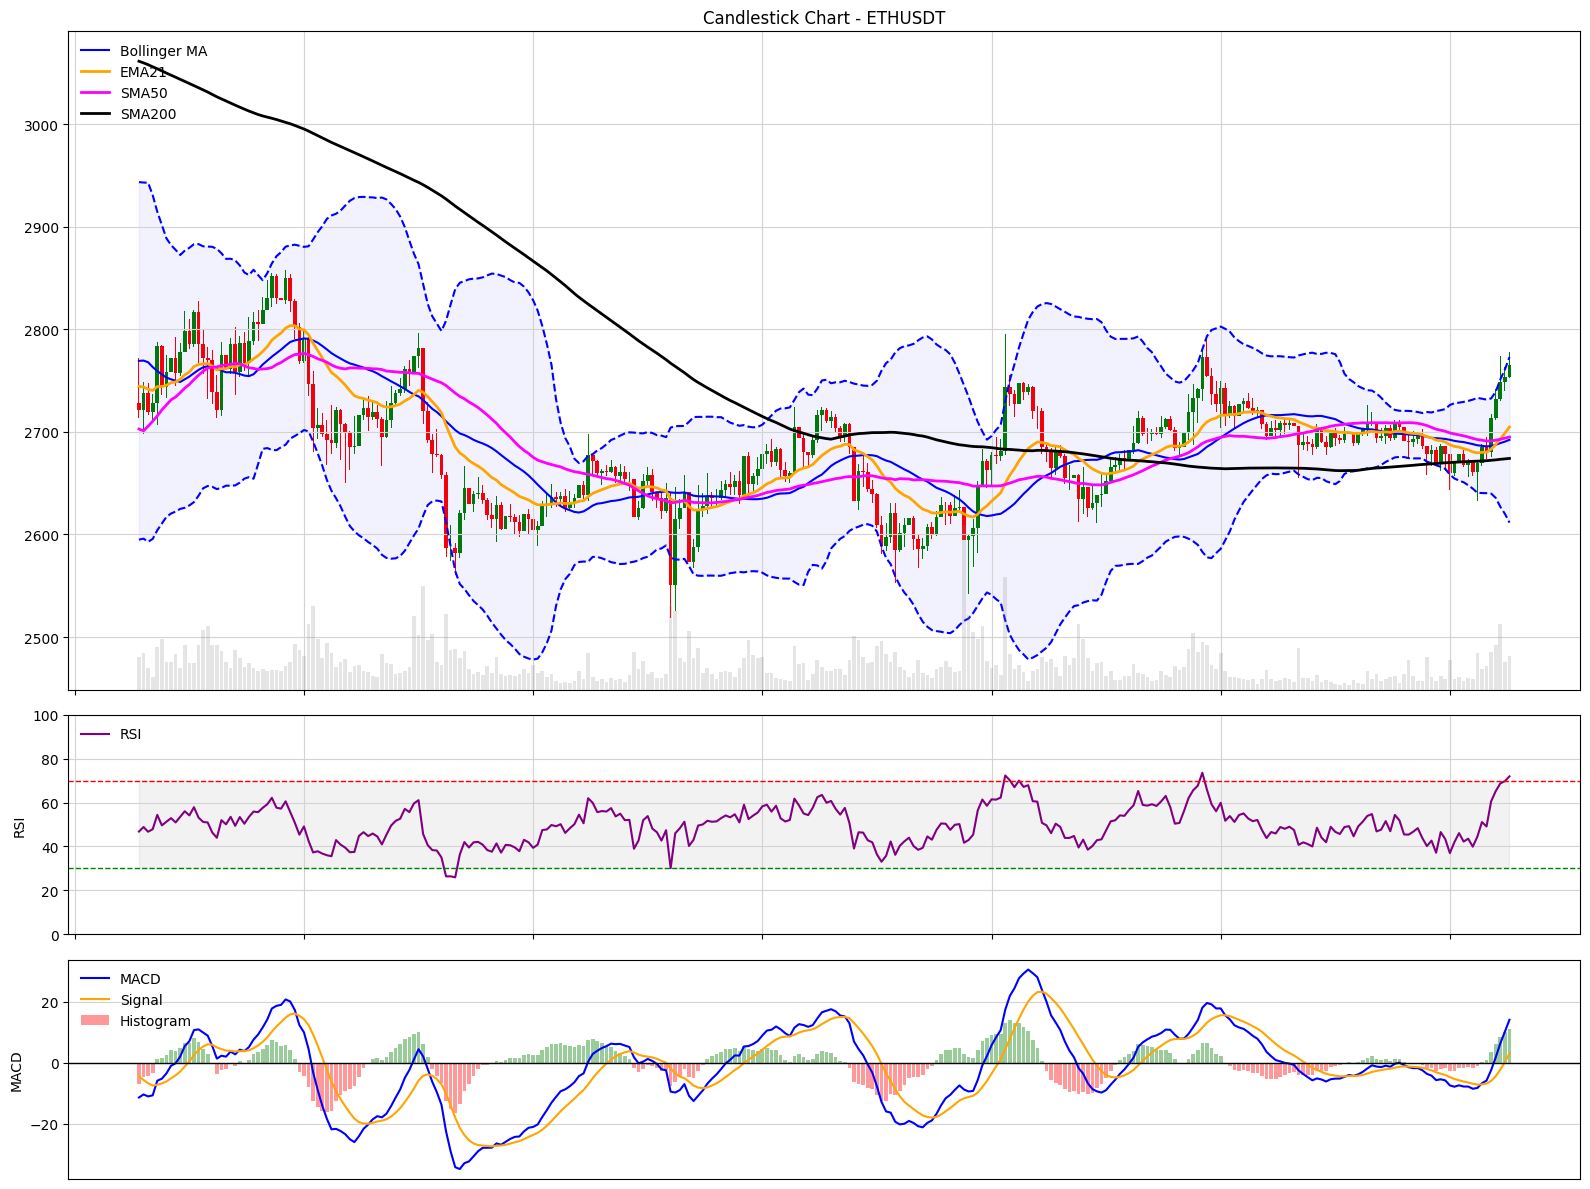 Candlestick Chart - ETHUSDT
Bollinger MA
EMA21
SMA50
SMA200
3000
2900
2800
2700
2600
2500
RSI
100
80
60
40
20
0
RSI
MACD
Signal
Histogram
20
0
−20
MACD